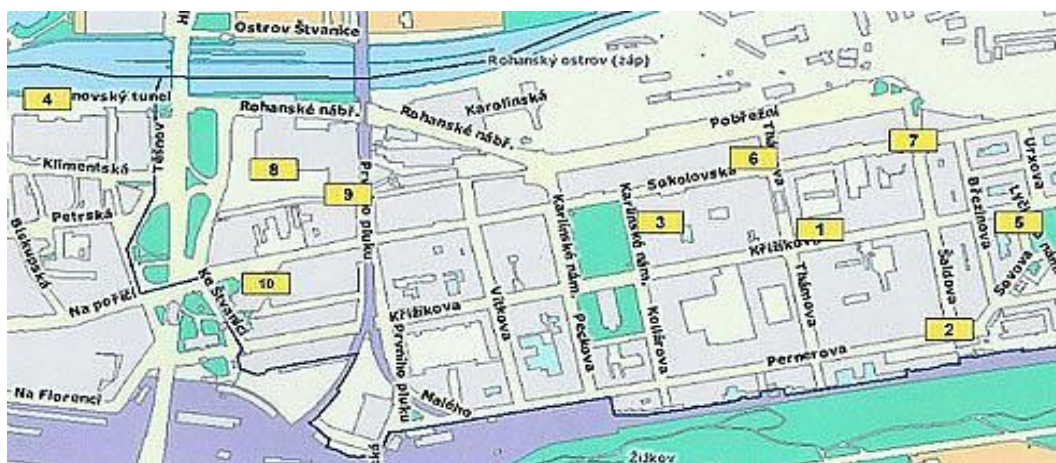 Ostrov Štvanice
Rohanský ostrov (záp)
4
novský tunel
Rohanské nábř.
Karolinská
Rohanské nábř.
Pobřežní
Těšnov
Klimentská
8
9
Prvního pluku
6
Thámova
7
Urxova
Sokolovská
Petrská
Biskupská
Karlínské nám.
Karlínské nám.
3
1
Křižíkova
Březinova
Lyčkovo nám.
5
Ke Štvanici
10
Na poříčí
Křižíkova
Vítkova
Thámova
Šaldova
Sovova
2
Prvního pluku
Peckova
Kollárova
Pernerova
Na Florenci
Malého
Žižkov